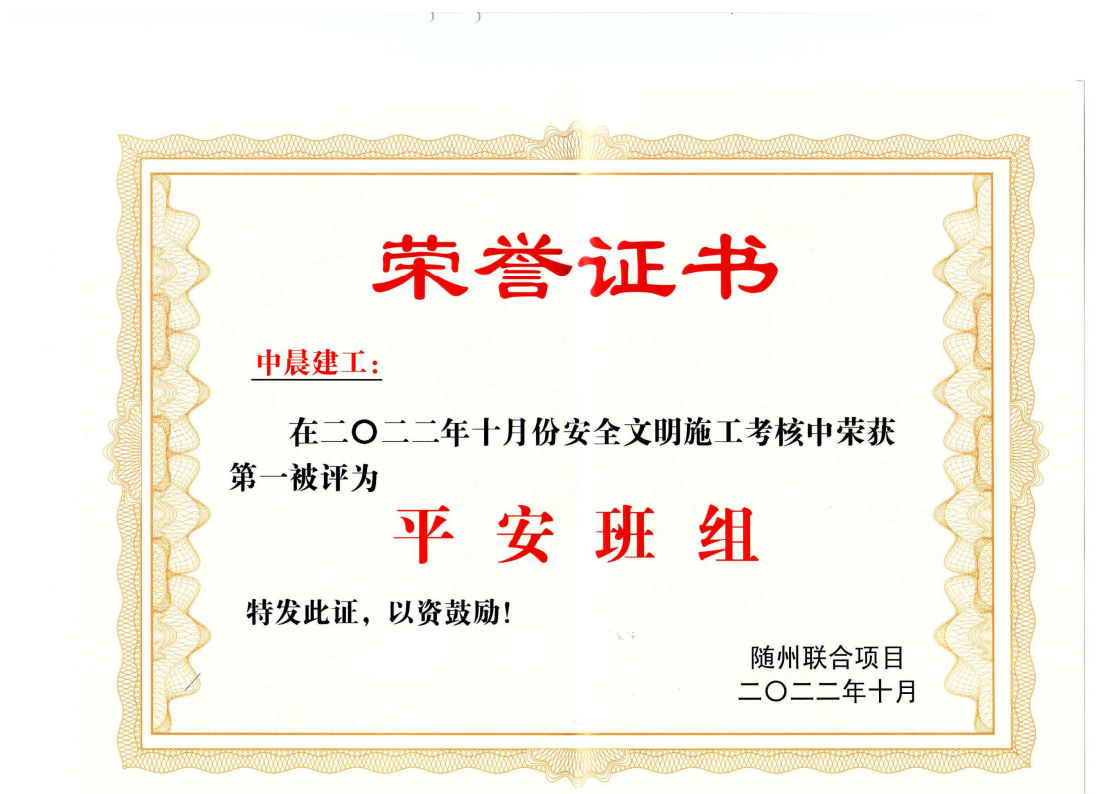 荣誉证书
中晨建工:
在二〇二二年十月份安全文明施工考核中荣获
第一被评为
平安班组
特发此证,以资鼓励!
随州联合项目
二〇二二年十月